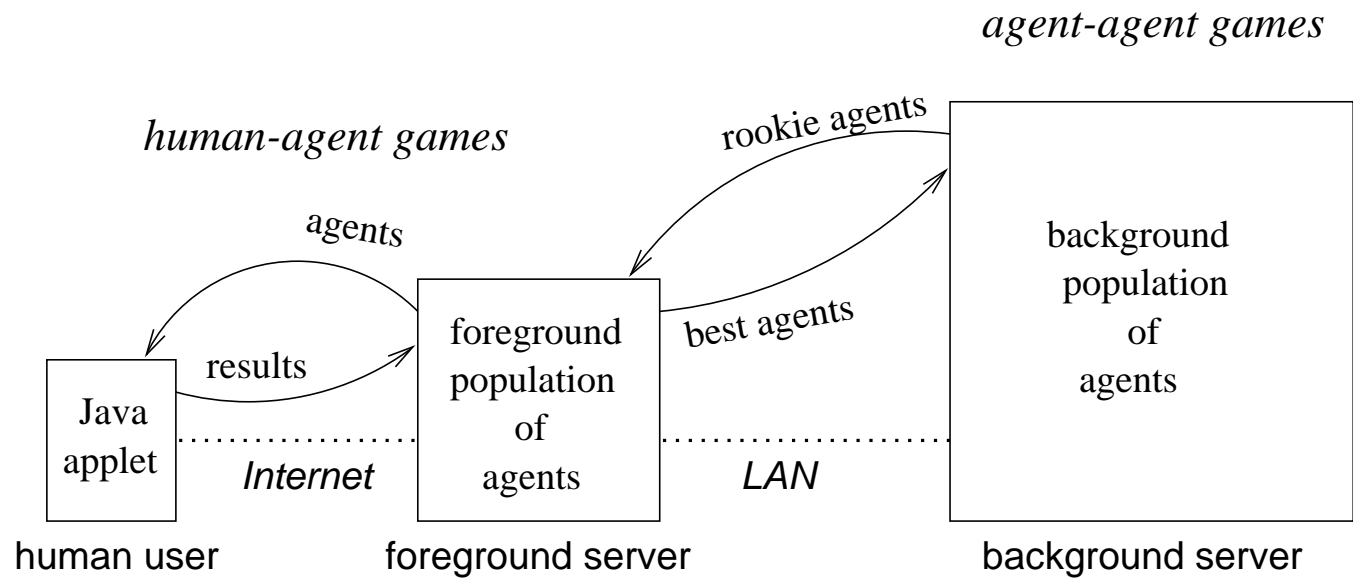 agent-agent games
human-agent games
rookie agents
agents
best agents
results
Java
applet
foreground
population
of
agents
background
population
of
agents
Internet
LAN
human user
foreground server
background server